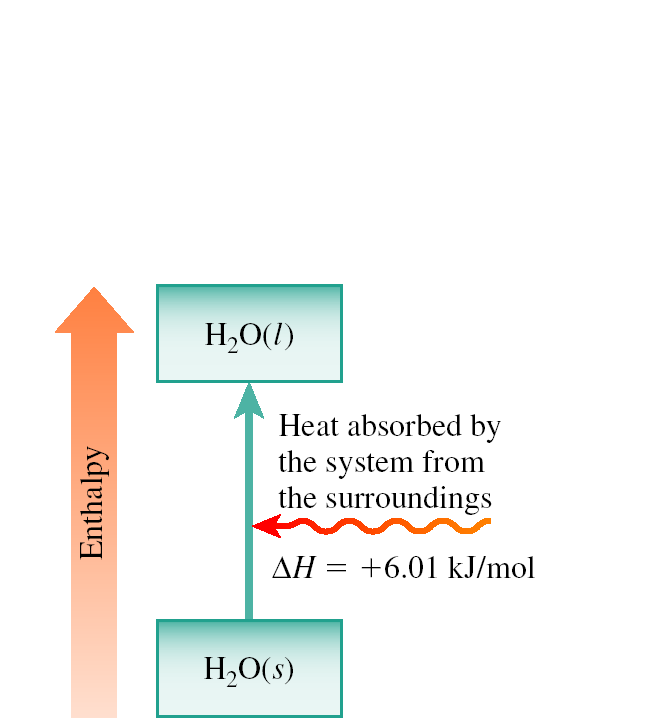 H₂O(l)
Enthalpy
Heat absorbed by
the system from
the surroundings
ΔH = +6.01 kJ/mol
H₂O(s)